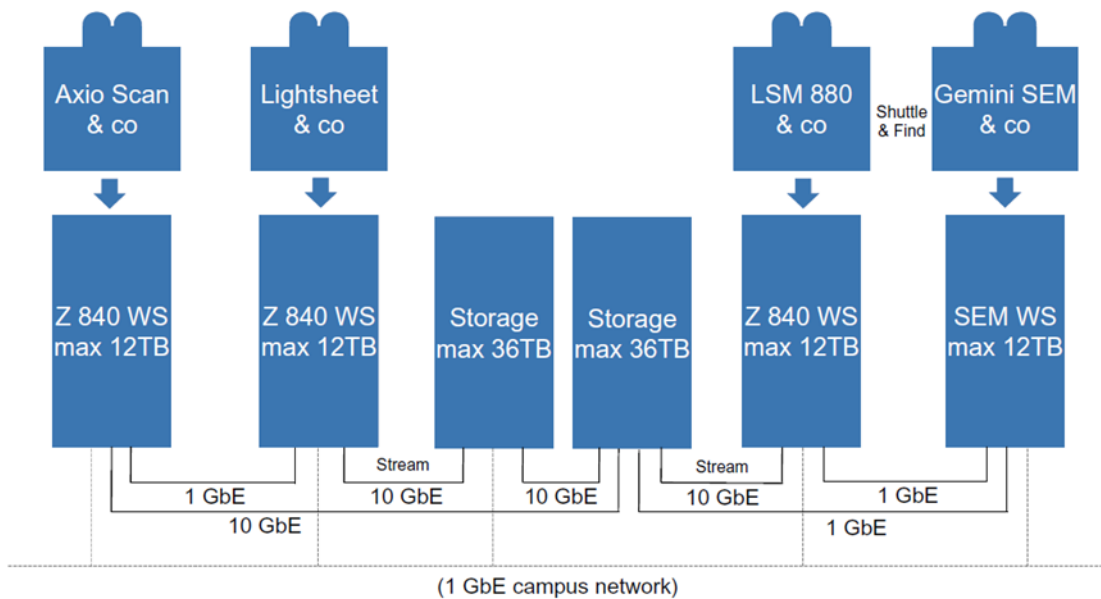 Axio Scan
& co
Lightsheet
& co
LSM 880
& co
Shuttle
& Find
Gemini SEM
& co
Z 840 WS
max 12TB
Z 840 WS
max 12TB
Storage
max 36TB
Storage
max 36TB
Z 840 WS
max 12TB
SEM WS
max 12TB
Stream
Stream
1 GbE
10 GbE
10 GbE
10 GbE
1 GbE
10 GbE
1 GbE
(1 GbE campus network)